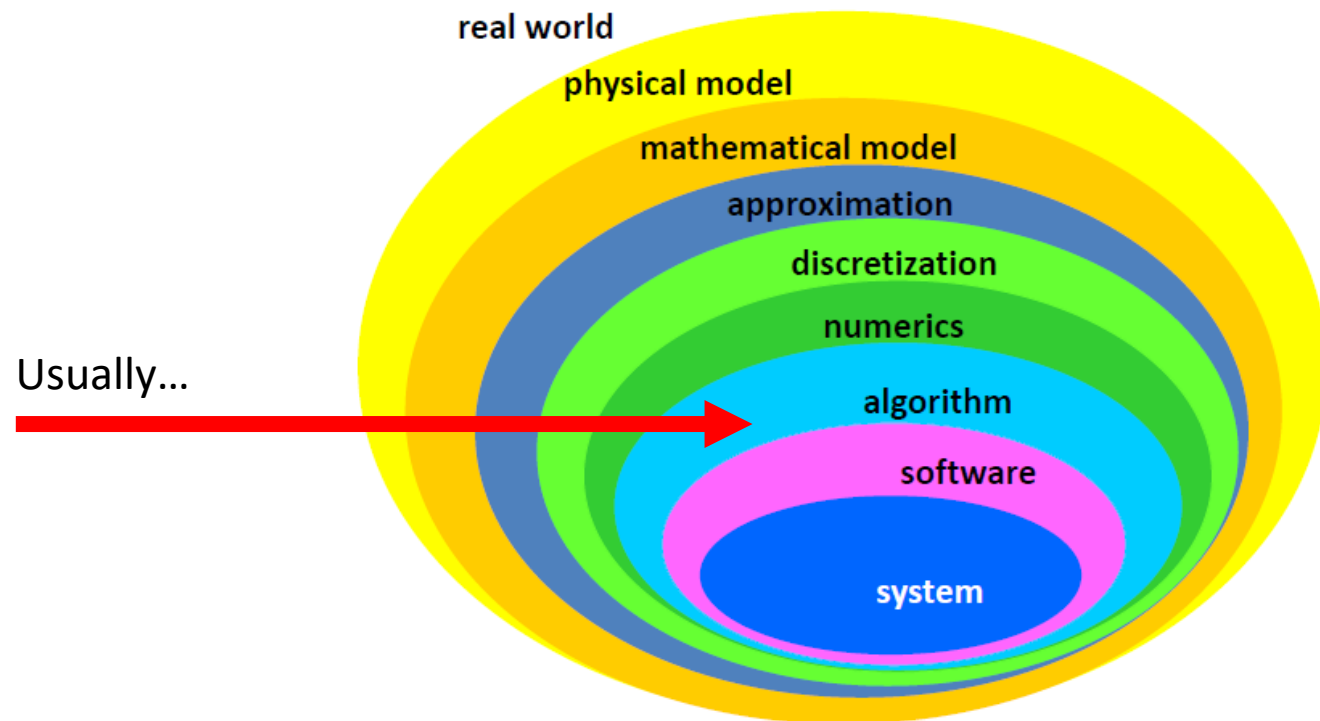 real world
physical model
mathematical model
approximation
discretization
numerics
Usually…
algorithm
software
system